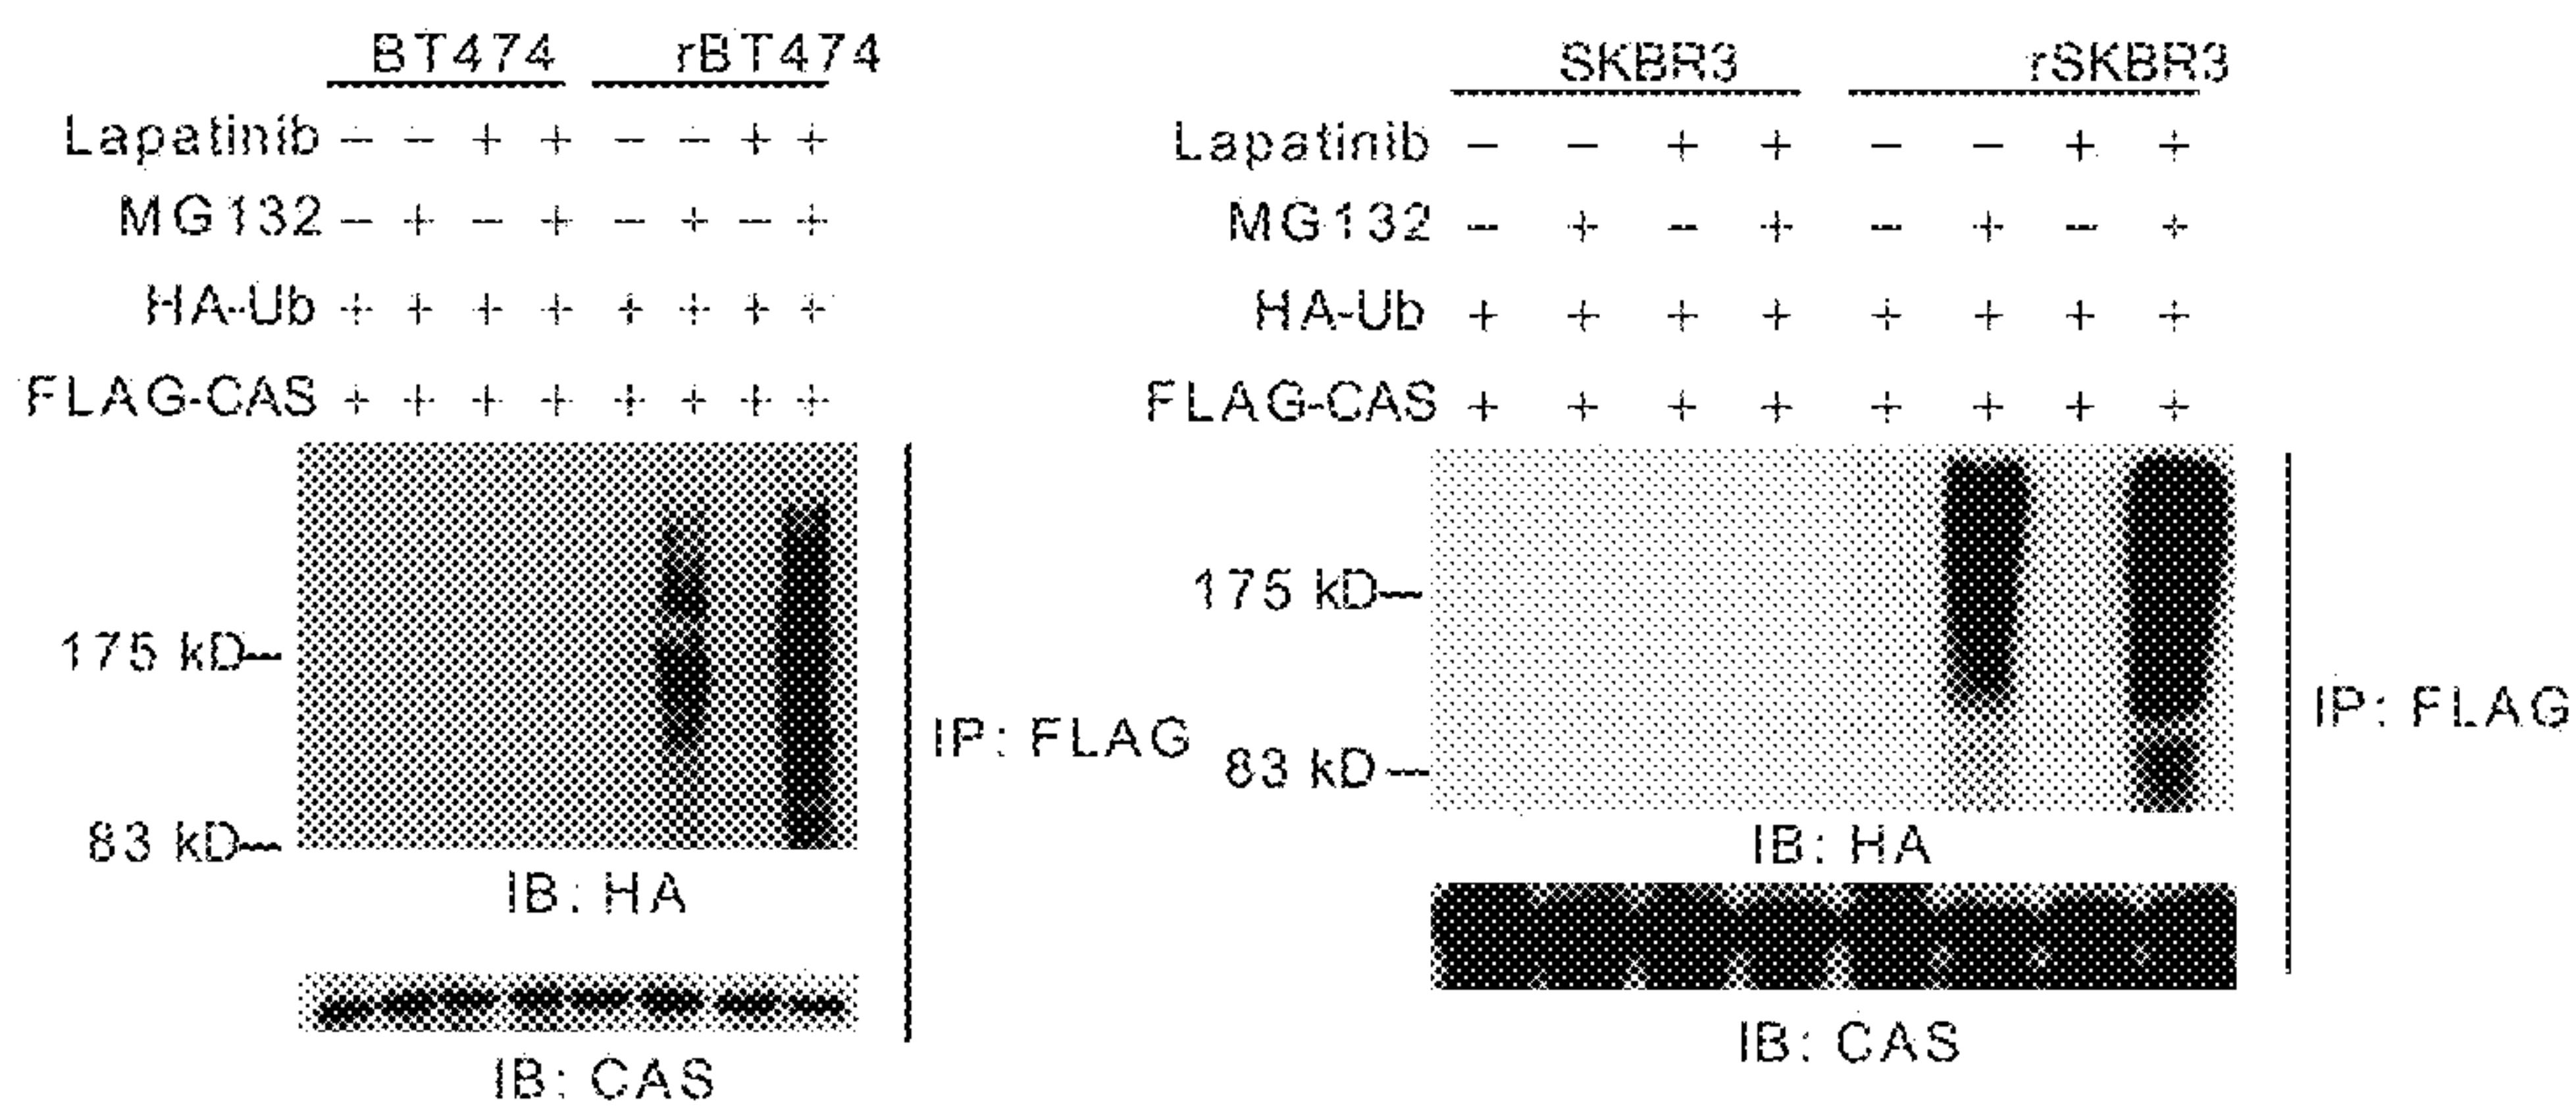 BT474 rBT474
Lapatinib − − + + − − + +
MG132 − + − + − + − +
HA-Ub + + + + + + + +
FLAG-CAS + + + + + + + +
175 kD
83 kD
IB: HA
IB: CAS
IP: FLAG
SKBR3 rSKBR3
Lapatinib − − + + − − + +
MG132 − + − + − + − +
HA-Ub + + + + + + + +
FLAG-CAS + + + + + + + +
175 kD
83 kD
IB: HA
IB: CAS
IP: FLAG